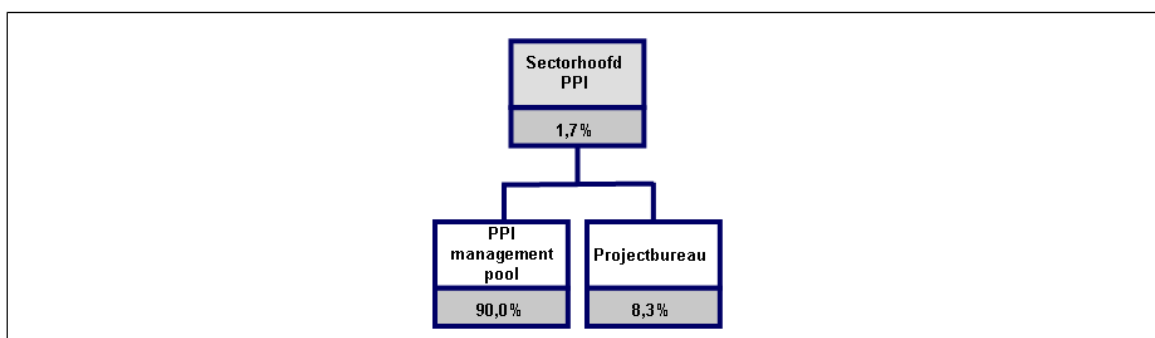 Sectorhoofd
PPI
1,7%
PPI
management
pool
90,0%
Projectbureau
8,3%